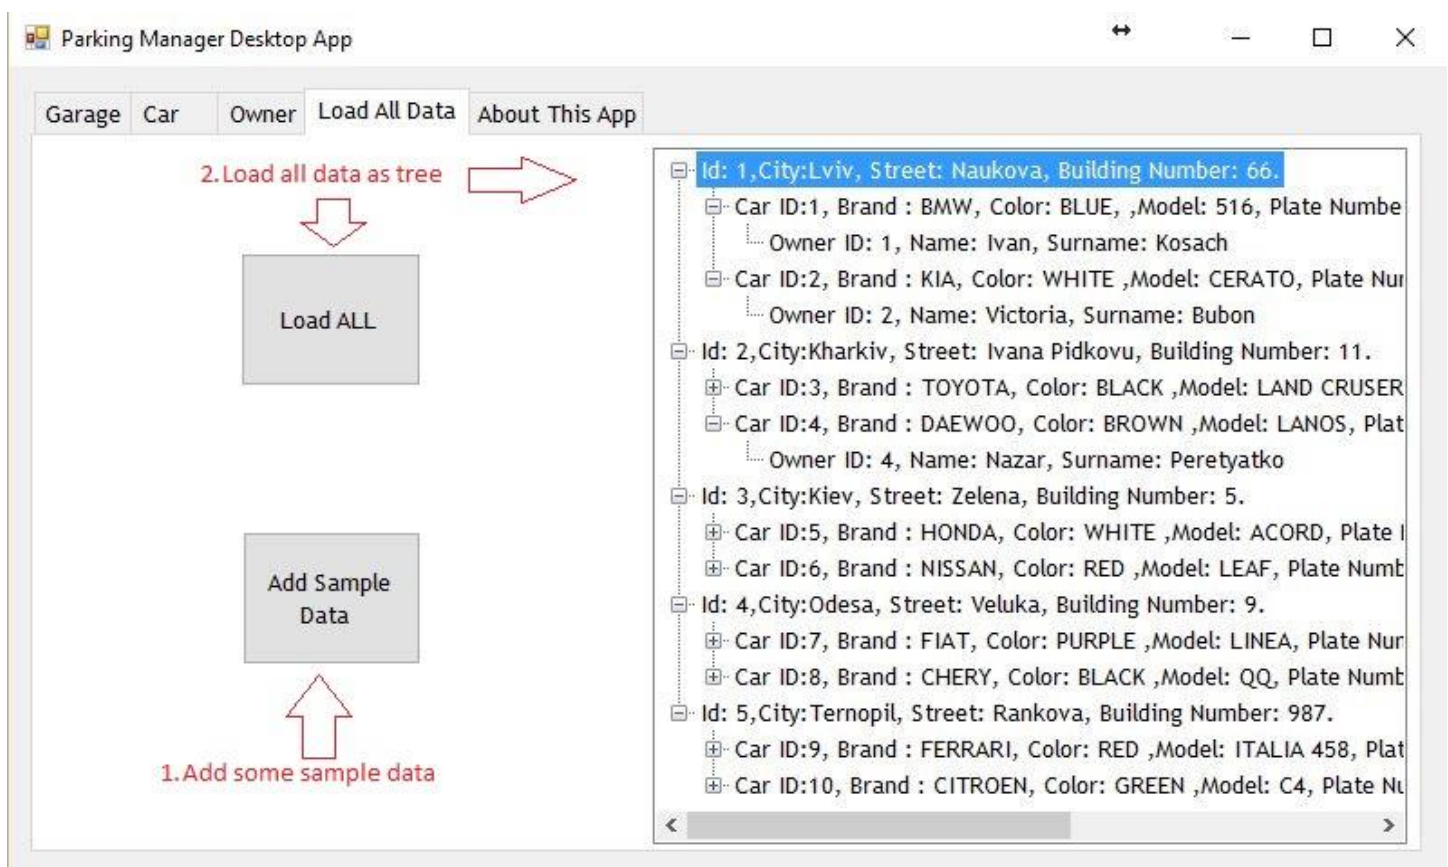 Parking Manager Desktop App
Garage Car Owner Load All Data About This App
2.Load all data as tree
Load ALL
Add Sample
Data
1.Add some sample data
Id: 1,City:Lviv, Street: Naukova, Building Number: 66.
Car ID:1, Brand : BMW, Color: BLUE, ,Model: 516, Plate
Owner ID: 1, Name: Ivan, Surname: Kosach
Car ID:2, Brand : KIA, Color: WHITE ,Model: CERATO, Plate
Owner ID: 2, Name: Victoria, Surname: Bubon
Id: 2,City:Kharkiv, Street: Ivana Pidkovu, Building Number: 11.
Car ID:3, Brand : TOYOTA, Color: BLACK ,Model: LAND CRUSER
Car ID:4, Brand : DAEWOO, Color: BROWN ,Model: LANOS,
Owner ID: 4, Name: Nazar, Surname: Peretyatko
Id: 3,City:Kiev, Street: Zelena, Building Number: 5.
Car ID:5, Brand : HONDA, Color: WHITE ,Model: ACORD, Plate
Car ID:6, Brand : NISSAN, Color: RED ,Model: LEAF, Plate
Id: 4,City:Odesa, Street: Veluka, Building Number: 9.
Car ID:7, Brand : FIAT, Color: PURPLE ,Model: LINEA, Plate
Car ID:8, Brand : CHERY, Color: BLACK ,Model: QQ, Plate
Id: 5,City:Ternopil, Street: Rankova, Building Number: 987.
Car ID:9, Brand : FERRARI, Color: RED ,Model: ITALIA 458,
Car ID:10, Brand : CITROEN, Color: GREEN ,Model: C4, Plate